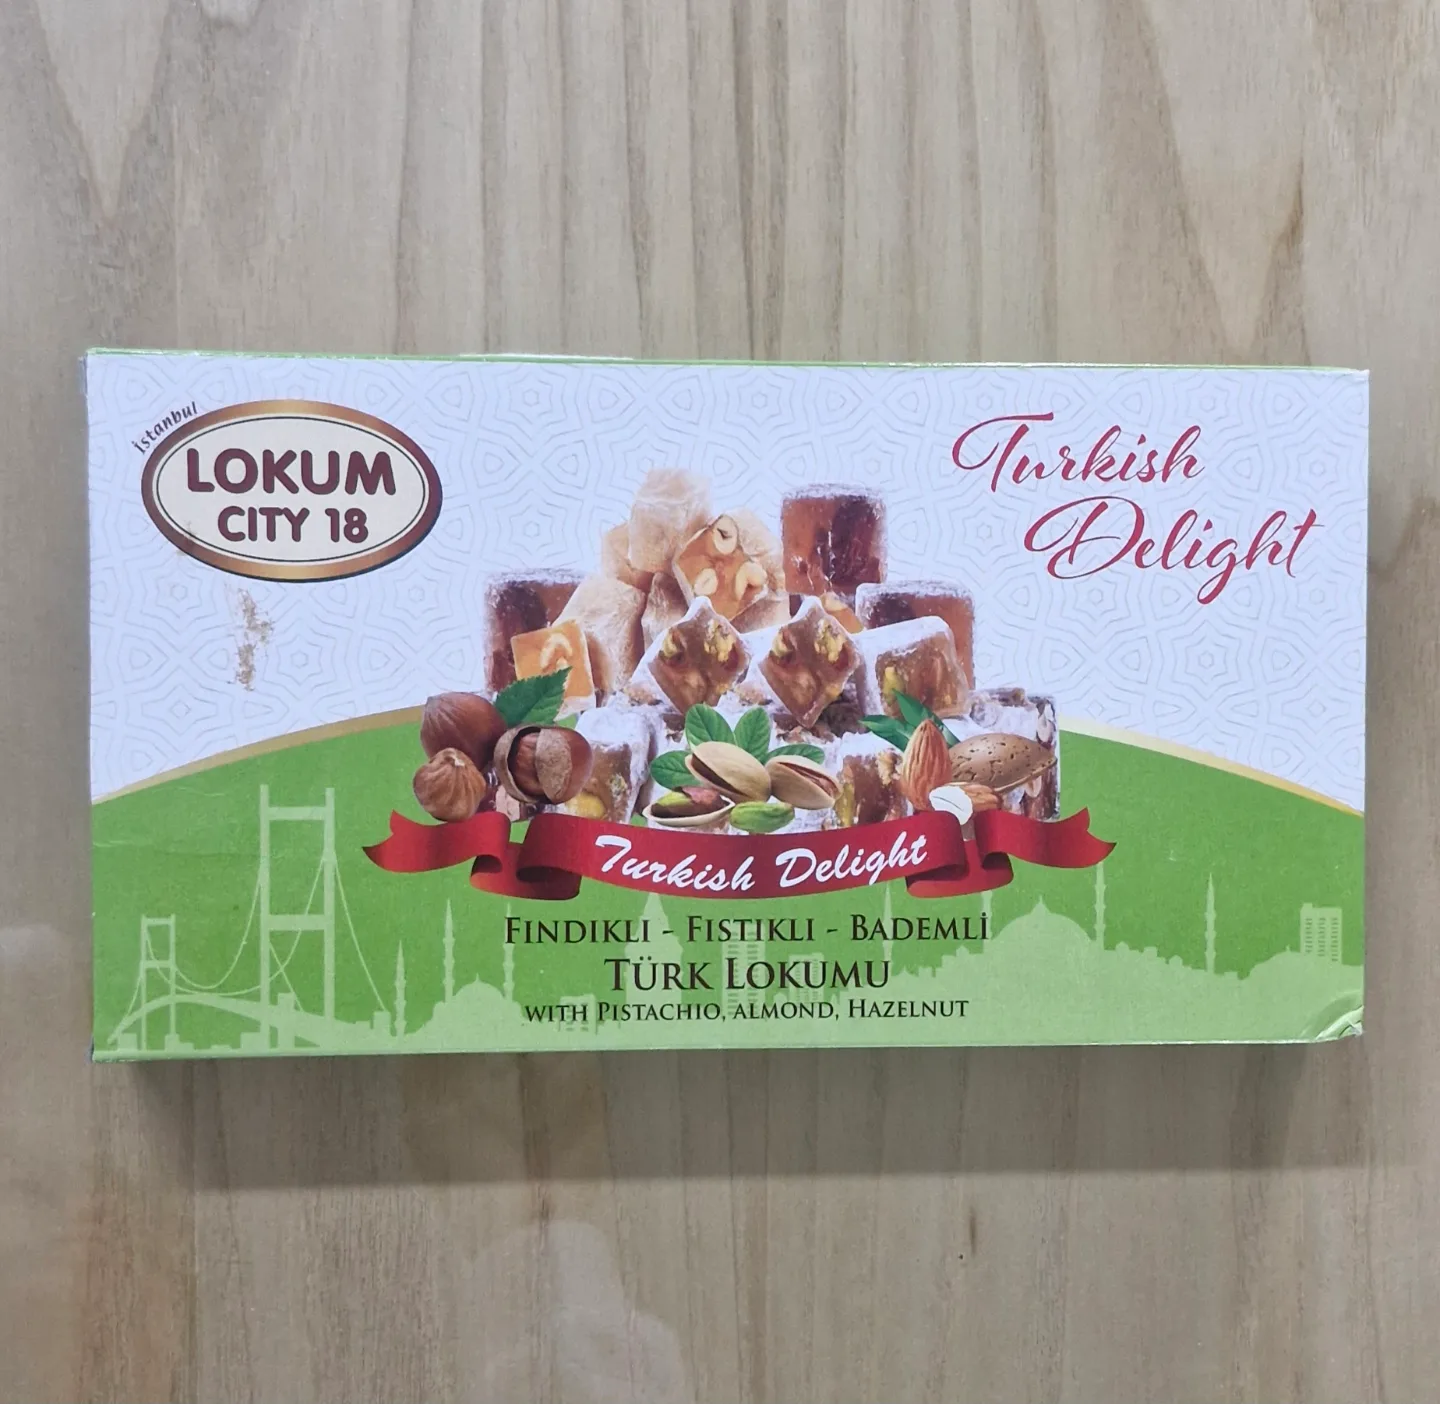 İstanbul
LOKUM
CITY 18
Turkish
Delight
Turkish Delight
FINDIKLI - FISTIKLI - BADEMLİ
TÜRK LOKUMU
WITH PISTACHIO, ALMOND, HAZELNUT